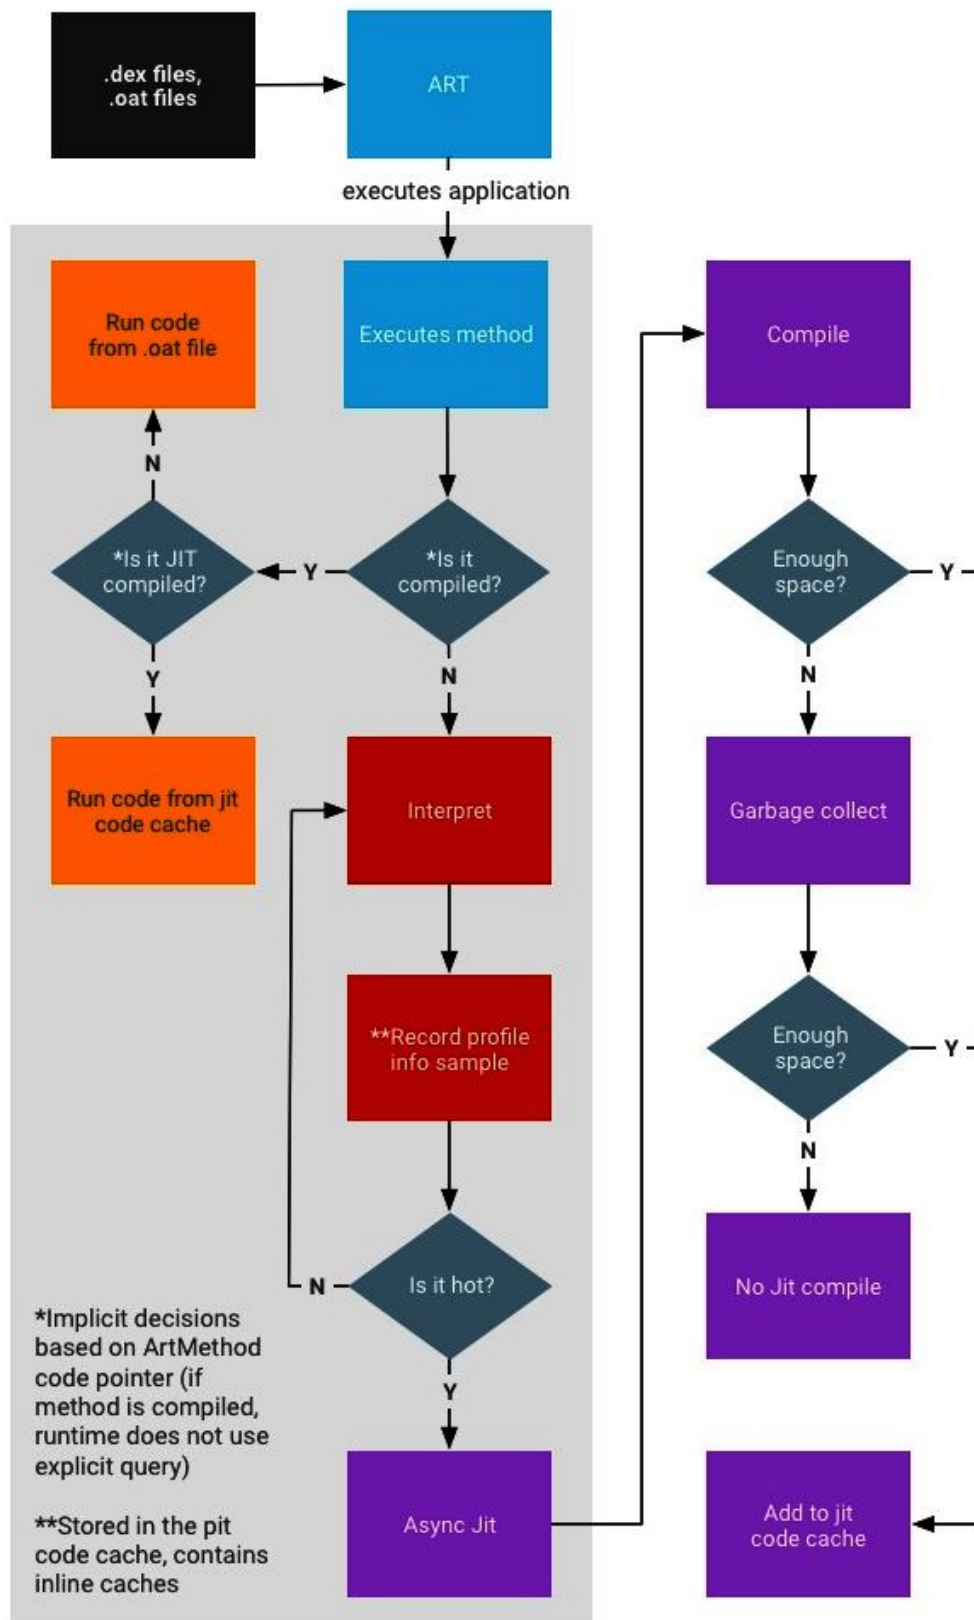 .dex files,
.oat files
ART
executes application
Run code
from .oat file
Executes method
Compile
N
*Is it JIT
compiled?
Y
*Is it
compiled?
Enough
space?
Y
Y
N
N
Run code from jit
code cache
Interpret
Garbage collect
**Record profile
info sample
Enough
space?
Y
N
Is it hot?
N
No Jit compile
*Implicit decisions
based on ArtMethod
code pointer (if
method is compiled,
runtime does not use
explicit query)
Y
**Stored in the pit
code cache, contains
inline caches
Async Jit
Add to jit
code cache